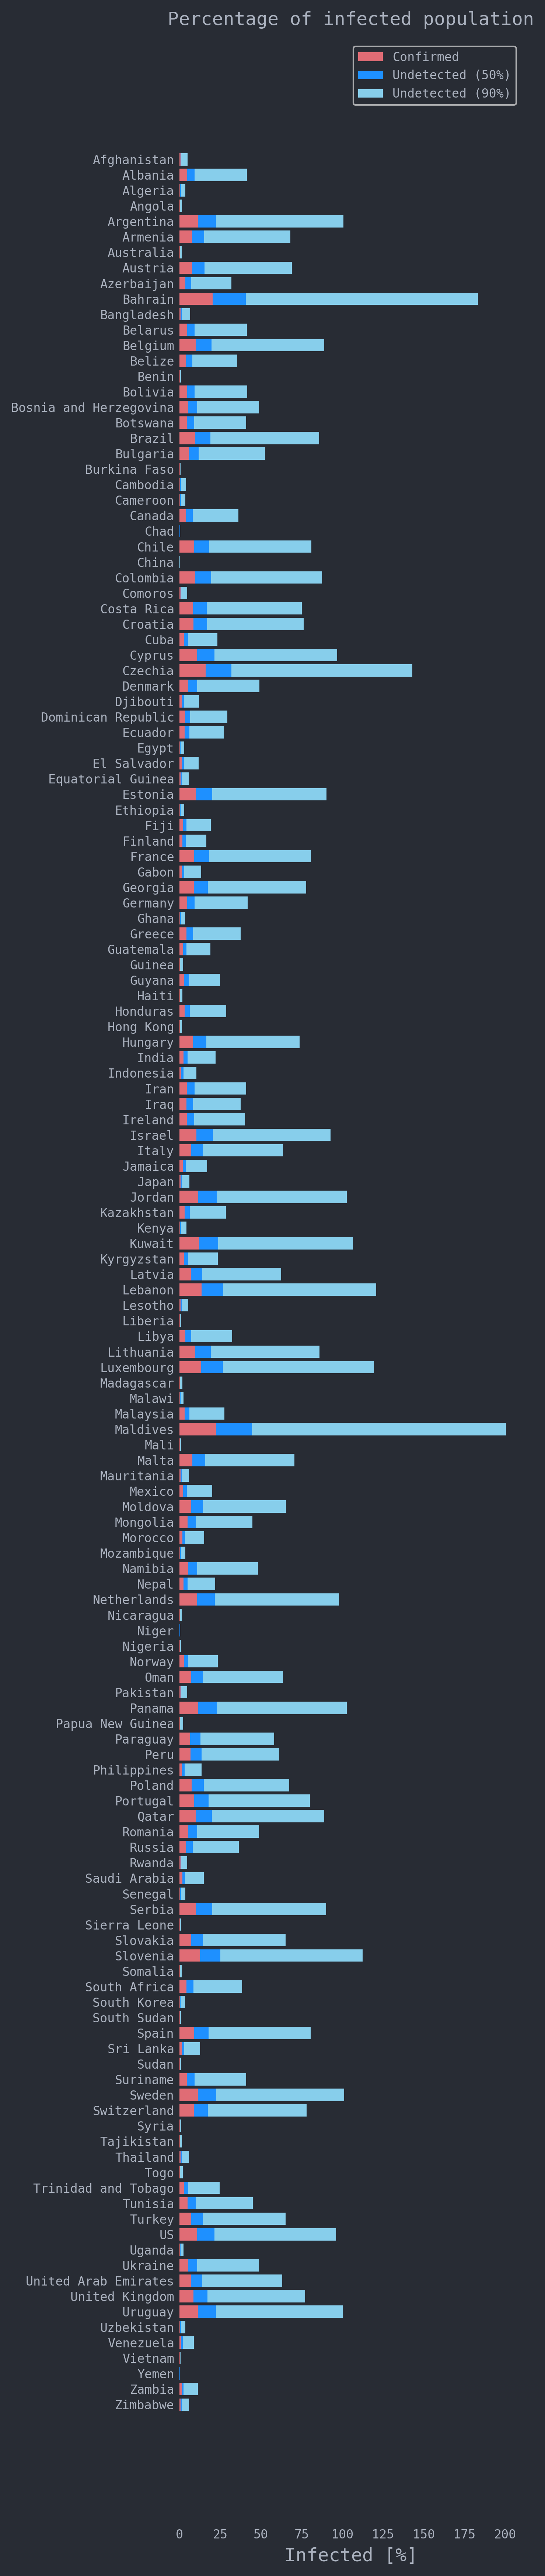 Percentage of infected population
Confirmed
Undetected (50%)
Undetected (90%)
Afghanistan
Albania
Algeria
Angola
Argentina
Armenia
Australia
Austria
Azerbaijan
Bahrain
Bangladesh
Belarus
Belgium
Belize
Benin
Bolivia
Bosnia and Herzegovina
Botswana
Brazil
Bulgaria
Burkina Faso
Cambodia
Cameroon
Canada
Chad
Chile
China
Colombia
Comoros
Costa Rica
Croatia
Cuba
Cyprus
Czechia
Denmark
Djibouti
Dominican Republic
Ecuador
Egypt
El Salvador
Equatorial Guinea
Estonia
Ethiopia
Fiji
Finland
France
Gabon
Georgia
Germany
Ghana
Greece
Guatemala
Guinea
Guyana
Haiti
Honduras
Hong Kong
Hungary
India
Indonesia
Iran
Iraq
Ireland
Israel
Italy
Jamaica
Japan
Jordan
Kazakhstan
Kenya
Kuwait
Kyrgyzstan
Latvia
Lebanon
Lesotho
Liberia
Libya
Lithuania
Luxembourg
Madagascar
Malawi
Malaysia
Maldives
Mali
Malta
Mauritania
Mexico
Moldova
Mongolia
Morocco
Mozambique
Namibia
Nepal
Netherlands
Nicaragua
Niger
Nigeria
Norway
Oman
Pakistan
Panama
Papua New Guinea
Paraguay
Peru
Philippines
Poland
Portugal
Qatar
Romania
Russia
Rwanda
Saudi Arabia
Senegal
Serbia
Sierra Leone
Slovakia
Slovenia
Somalia
South Africa
South Korea
South Sudan
Spain
Sri Lanka
Sudan
Suriname
Sweden
Switzerland
Syria
Tajikistan
Thailand
Togo
Trinidad and Tobago
Tunisia
Turkey
US
Uganda
Ukraine
United Arab Emirates
United Kingdom
Uruguay
Uzbekistan
Venezuela
Vietnam
Yemen
Zambia
Zimbabwe
0 25 50 75 100 125 150 175 200
Infected [%]